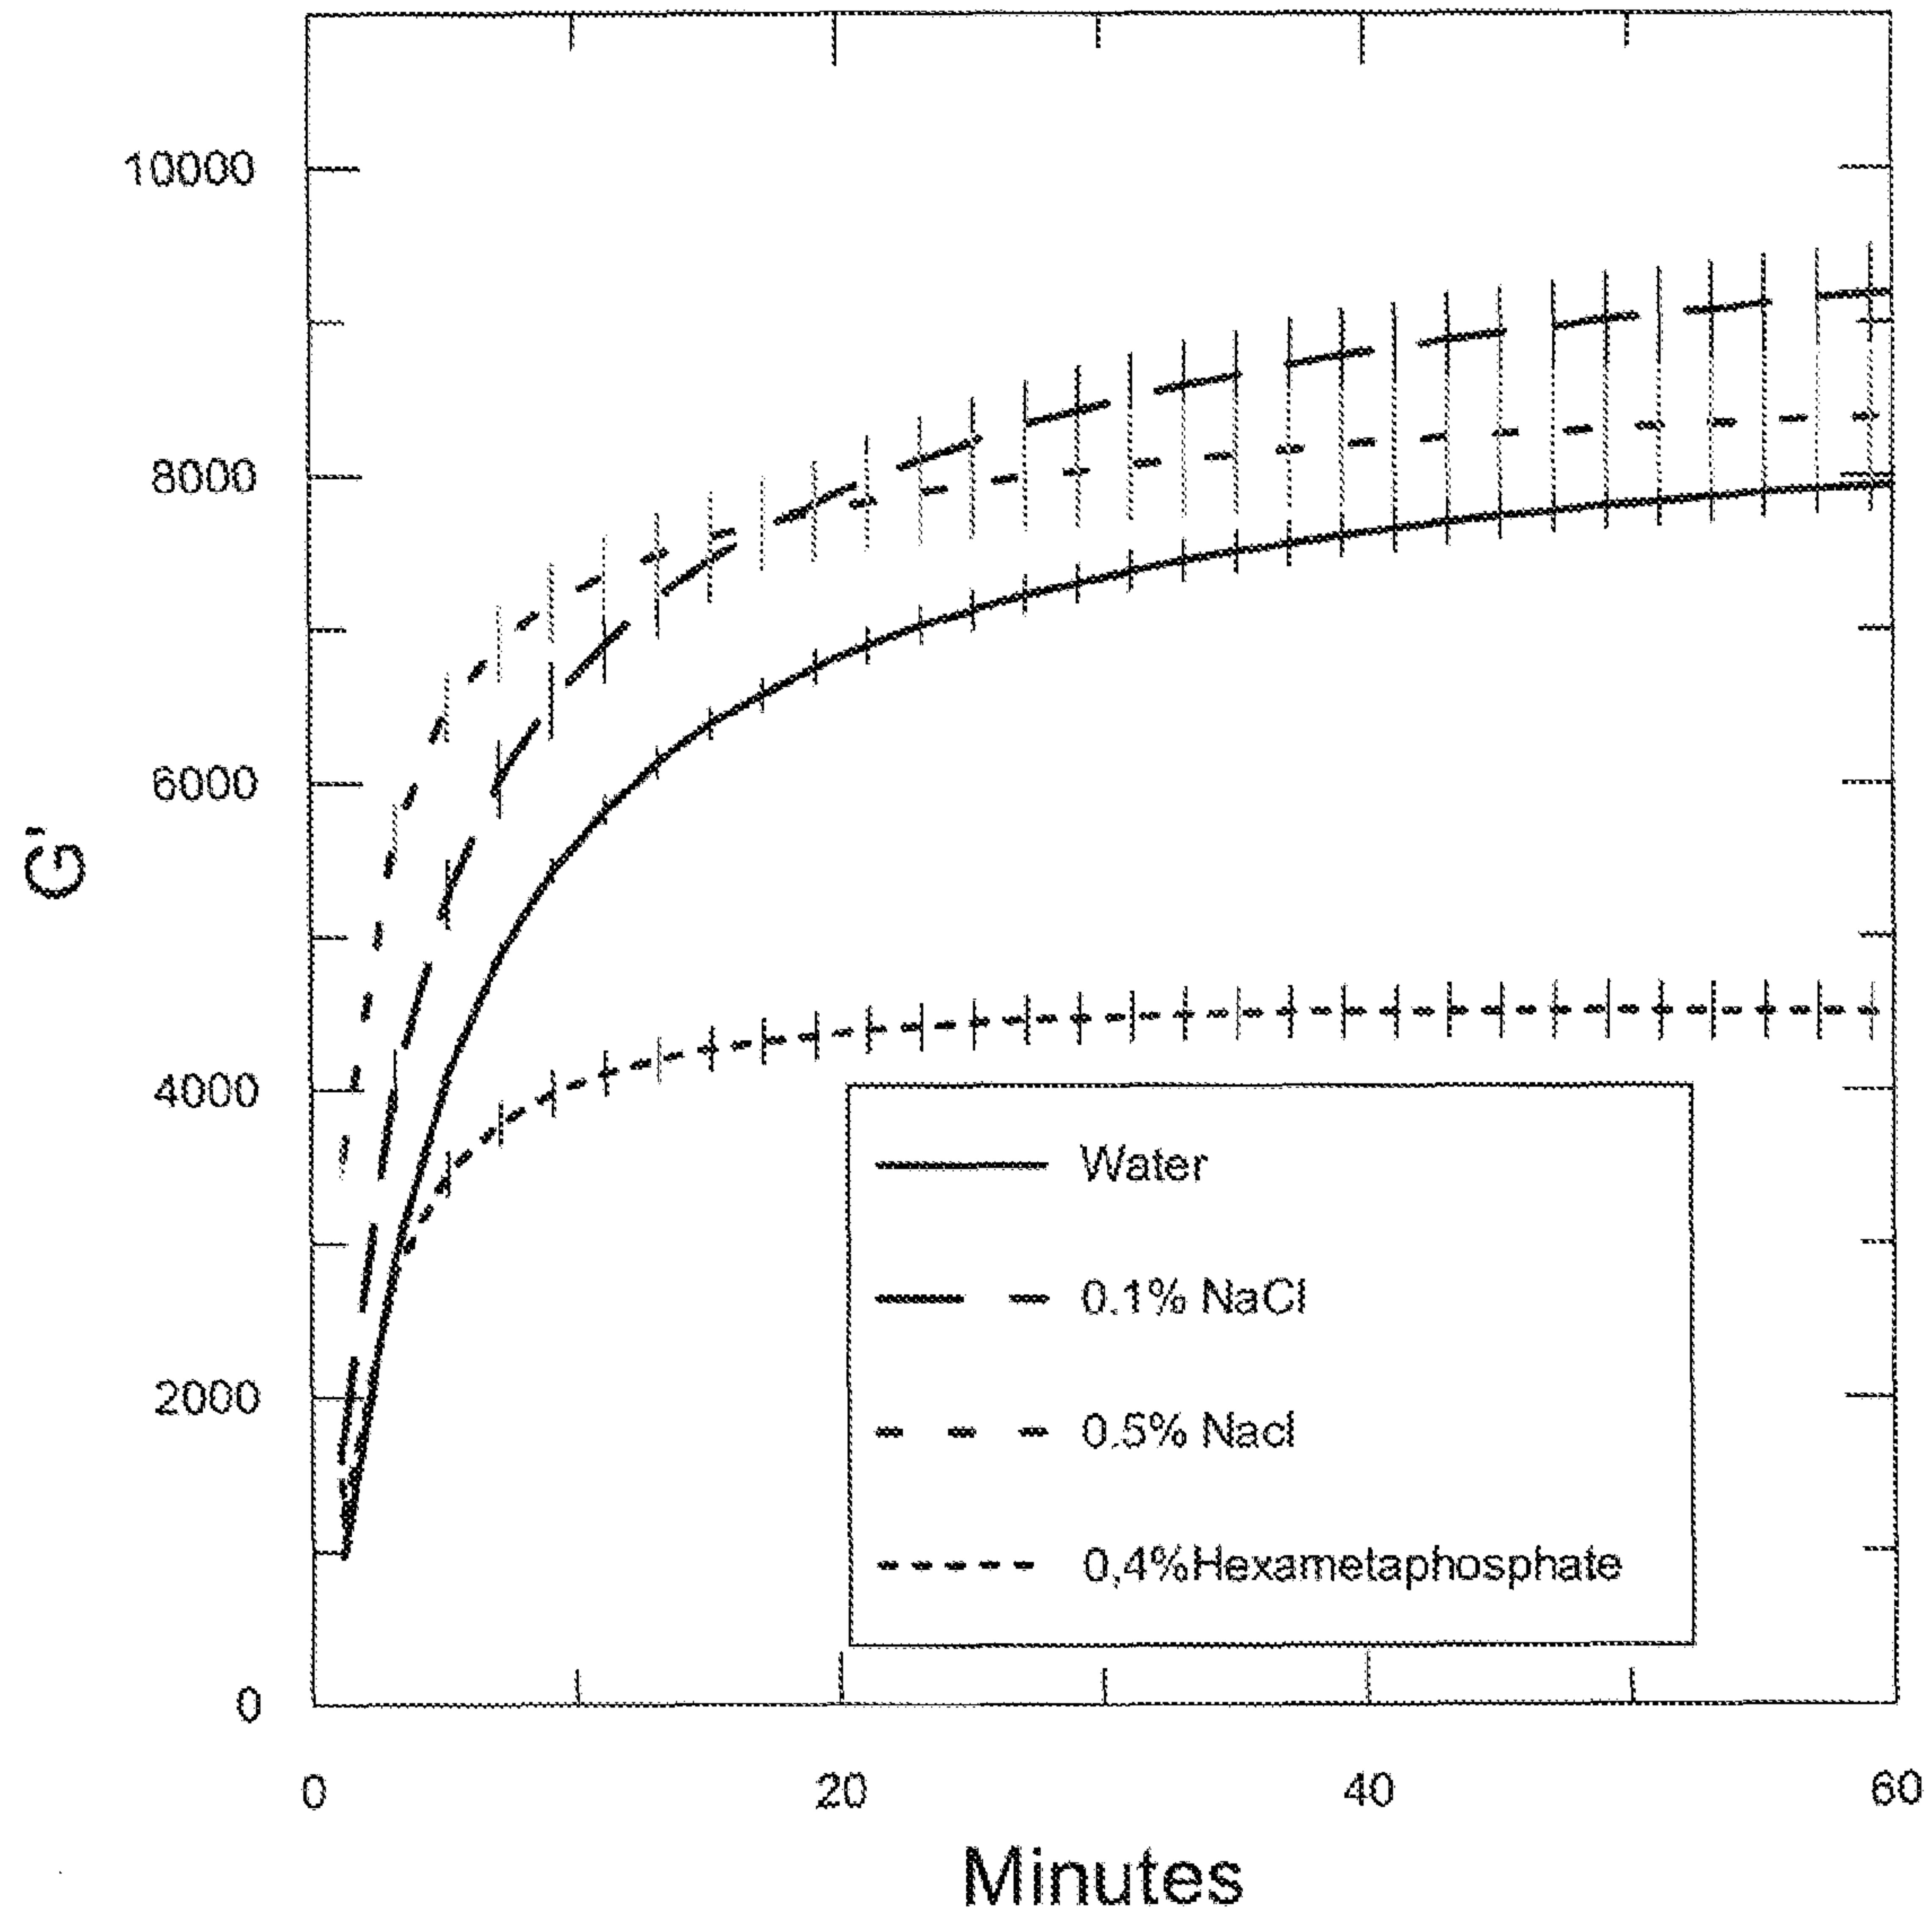 10000
8000
6000
4000
2000
0
G'
Water
0.1% NaCl
0.5% Nacl
0,4%Hexametaphosphate
0 20 40 60
Minutes